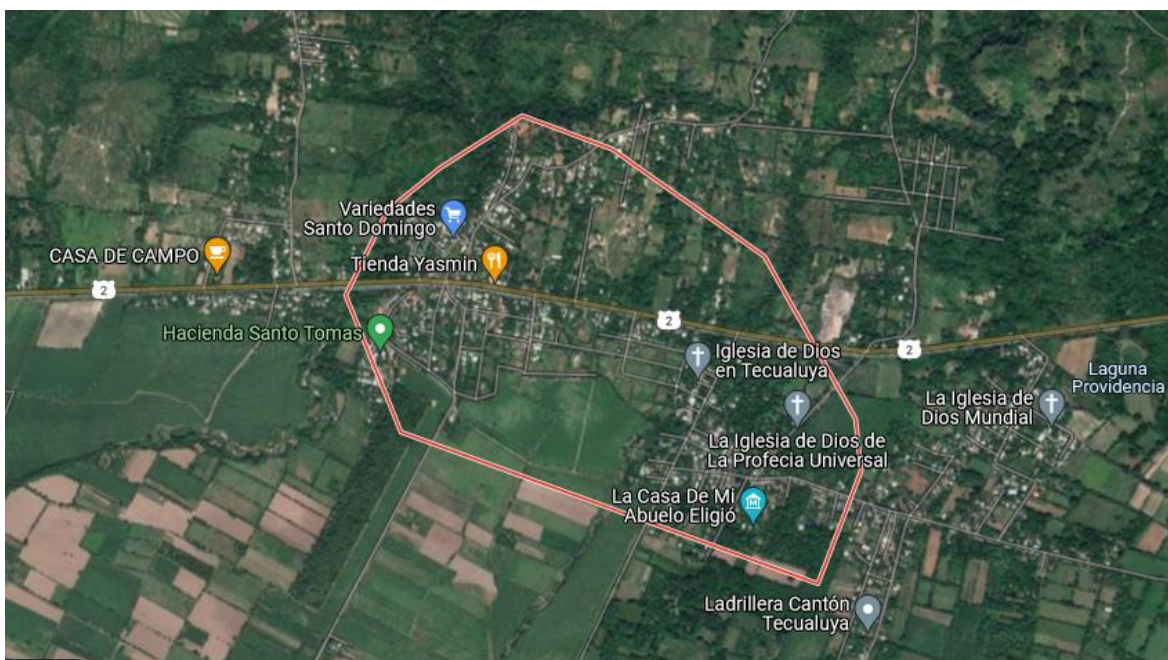 Variedades
Santo Domingo
CASA DE CAMPO
Tienda Yasmin
2
Hacienda Santo Tomas
2
2
Iglesia de Dios
en Tecualuya
Laguna
Providencia
La Iglesia de
Dios Mundial
La Iglesia de Dios de
La Profecia Universal
La Casa De Mi
Abuelo Eligió
Ladrillera Cantón
Tecualuya